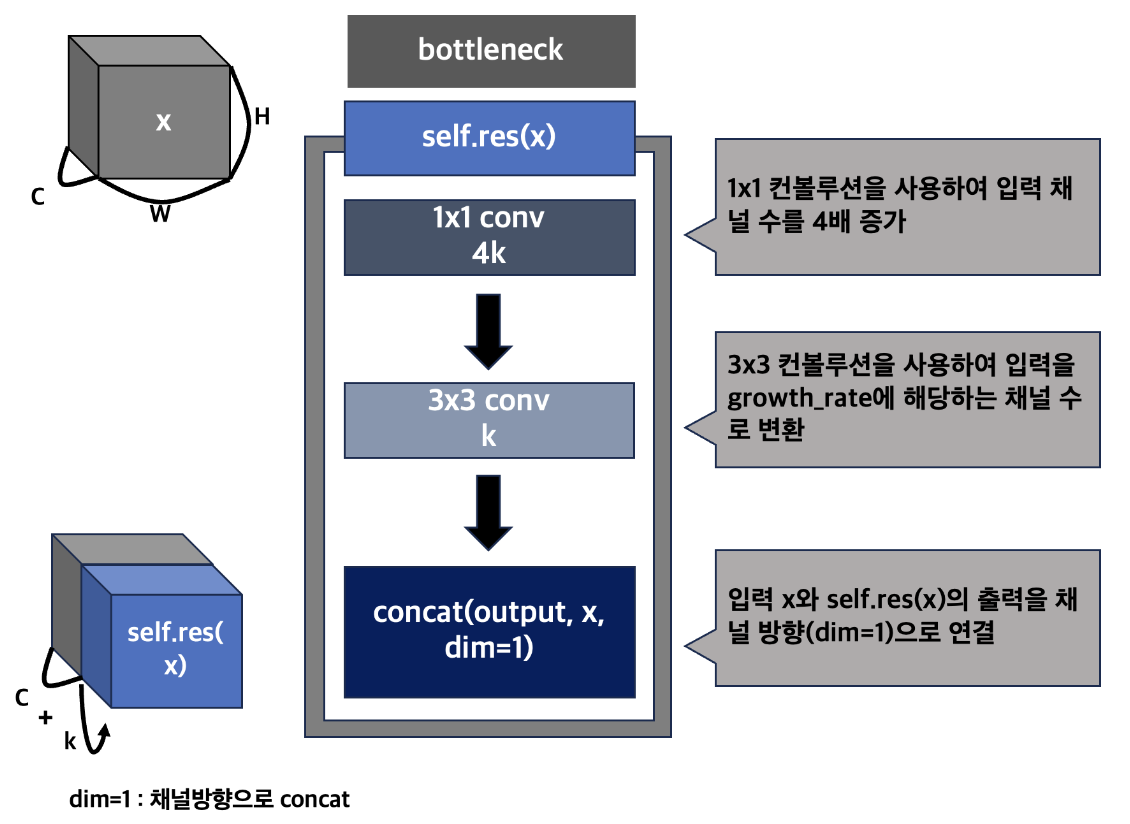 bottleneck
x
H
C
W
self.res(x)
1x1 conv
4k
1x1 컨볼루션을 사용하여 입력 채
널 수를 4배 증가
3x3 conv
k
3x3 컨볼루션을 사용하여 입력을
growth_rate에 해당하는 채널 수
로 변환
concat(output, x,
dim=1)
입력 x와 self.res(x)의 출력을 채
널 방향(dim=1)으로 연결
self.res(
x)
C
+
k
dim=1 : 채널방향으로 concat